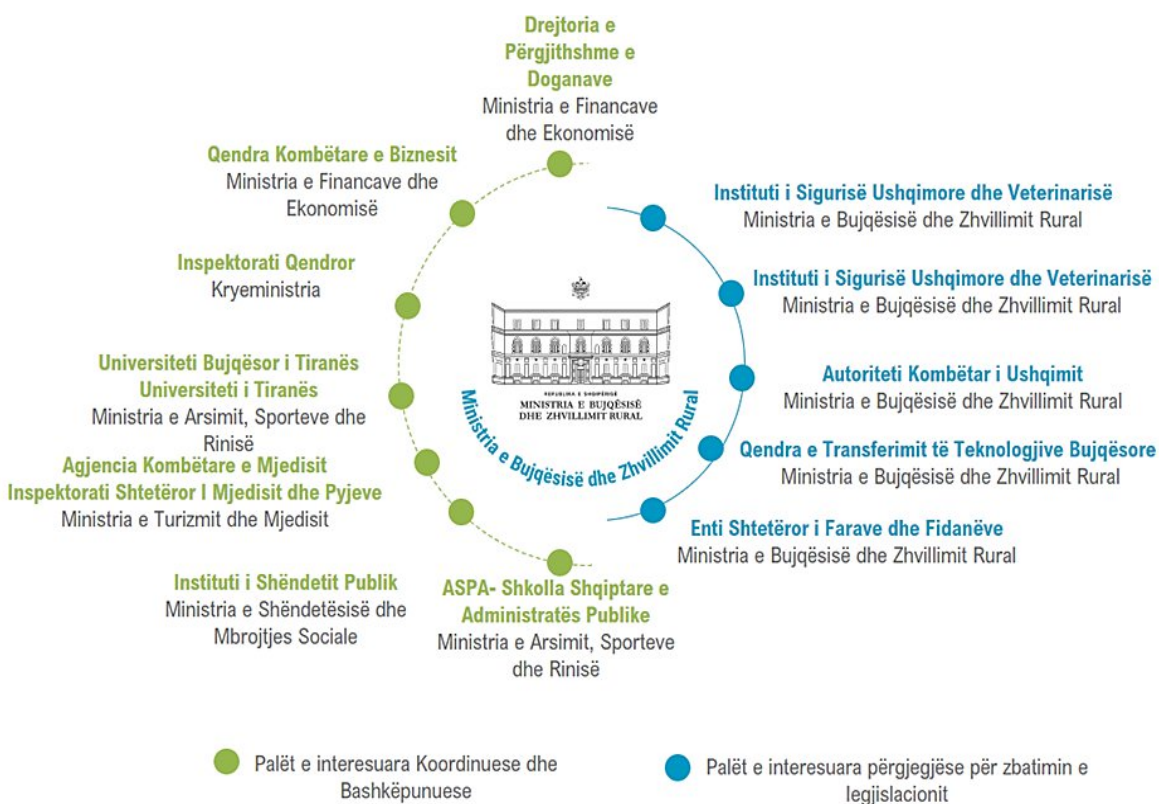 Drejtoria e
Përgjithshme e
Doganave
Ministria e Financave
dhe Ekonomisë
Qendra Kombëtare e Biznesit
Ministria e Financave dhe
Ekonomisë
Inspektorati Qendror
Kryeministria
Universiteti Bujqësor i Tiranës
Universiteti i Tiranës
Ministria e Arsimit, Sporteve dhe
Rinisë
Agjencia Kombëtare e Mjedisit
Inspektorati Shtetëror I Mjedisit dhe Pyjeve
Ministria e Turizmit dhe Mjedisit
Instituti i Shëndetit Publik
Ministria e Shëndetësisë dhe
Mbrojtjes Sociale
ASPA- Shkolla Shqiptare e
Administratës Publike
Ministria e Arsimit, Sporteve
dhe Rinisë
REPUBLIKA E SHQIPËRISË
MINISTRIA E BUJQËSISË
DHE ZHVILLIMIT RURAL
Ministria e Bujqësisë dhe Zhvillimit Rural
Instituti i Sigurisë Ushqimore dhe Veterinarisë
Ministria e Bujqësisë dhe Zhvillimit Rural
Instituti i Sigurisë Ushqimore dhe Veterinarisë
Ministria e Bujqësisë dhe Zhvillimit Rural
Autoriteti Kombëtar i Ushqimit
Ministria e Bujqësisë dhe Zhvillimit Rural
Qendra e Transferimit të Teknologjive Bujqësore
Ministria e Bujqësisë dhe Zhvillimit Rural
Enti Shtetëror i Farave dhe Fidanëve
Ministria e Bujqësisë dhe Zhvillimit Rural
Palët e interesuara Koordinuese dhe
Bashkëpunuese
Palët e interesuara përgjegjëse për zbatimin e
legjislacionit